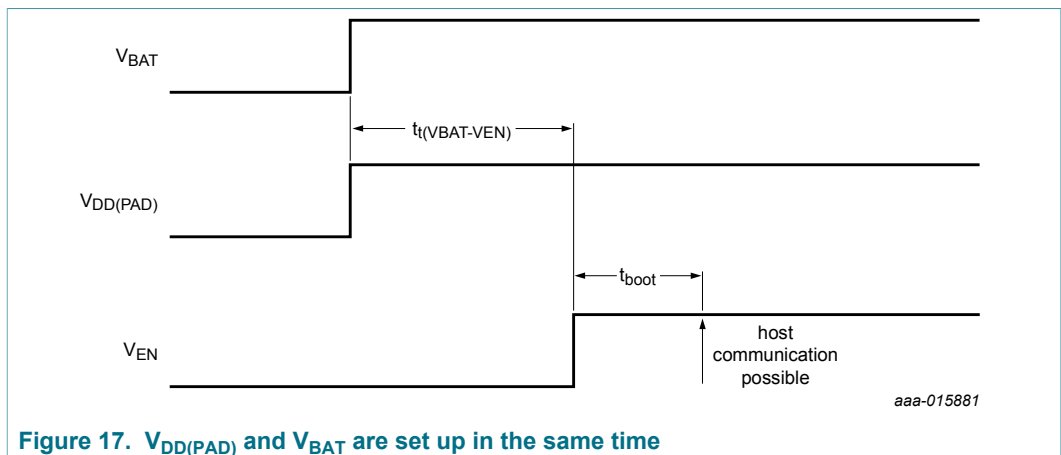 VBAT
tt(VBAT-VEN)
VDD(PAD)
tboot
VEN
host
communication
possible
aaa-015881
Figure 17. VDD(PAD) and VBAT are set up in the same time